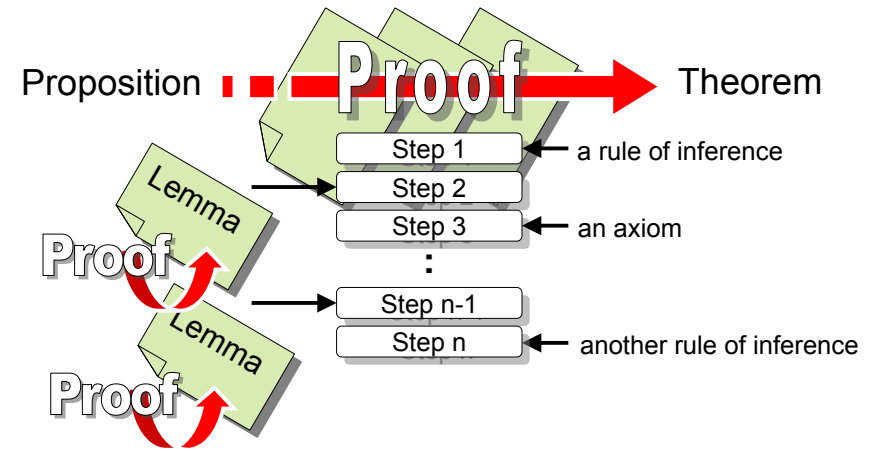 Proposition
Proof
Theorem
Step 1
a rule of inference
Lemma
Step 2
Step 3
an axiom
Proof
:
Step n-1
Lemma
Step n
another rule of inference
Proof